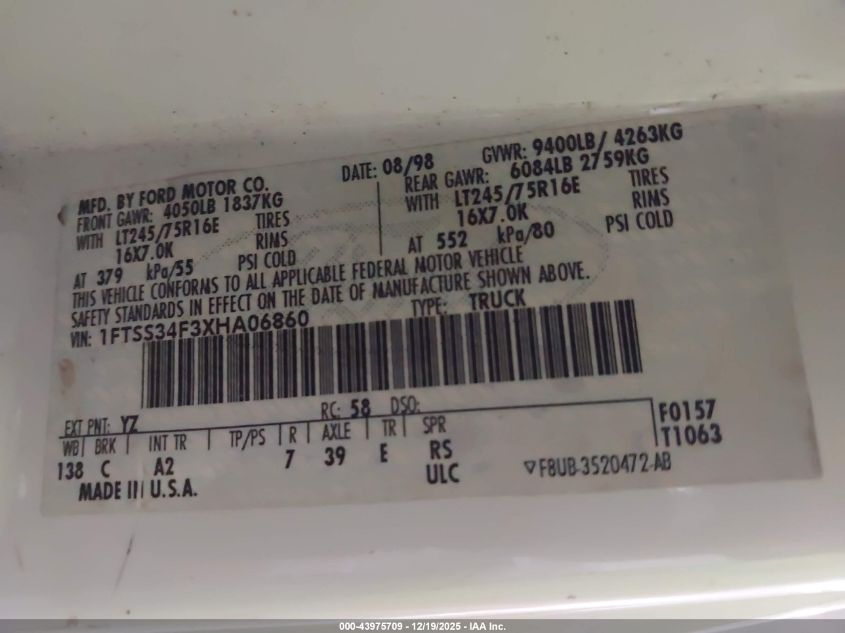 MFD. BY FORD MOTOR CO. DATE: 08/98 GVWR: 9400LB/ 4263KG
FRONT GAWR: 4050LB 1837KG REAR GAWR: 6084LB 2759KG
WITH LT245/75R16E TIRES WITH LT245/75R16E TIRES
16X7.0K RIMS 16X7.0K RIMS
AT 379 kPa/55 PSI COLD AT 552 kPa/80 PSI COLD
THIS VEHICLE CONFORMS TO ALL APPLICABLE FEDERAL MOTOR VEHICLE
SAFETY STANDARDS IN EFFECT ON THE DATE OF MANUFACTURE SHOWN ABOVE.
VIN: 1FTSS34F3XHA06860 TYPE: TRUCK
EXT PNT: YZ RC: 58 DSO: F0157
WB BRK INT TR TP/PS R AXLE TR SPR T1063
138 C A2 7 39 E RS
ULC ▽F8UB-3520472-AB
MADE IN U.S.A.
000-43975709 - 12/19/2025 - IAA Inc.